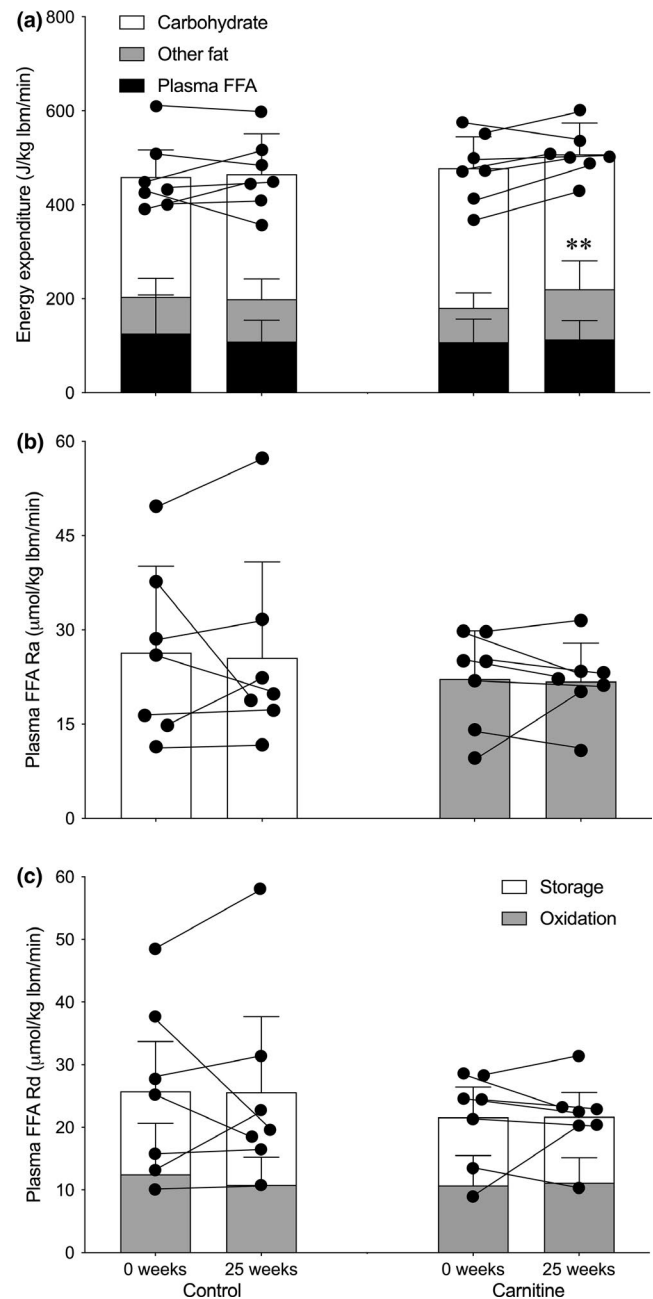 (a)
800
600
400
200
0
Energy expenditure (J/kg lbm/min)
Carbohydrate
Other fat
Plasma FFA
**
(b)
60
45
30
15
0
Plasma FFA Ra (μmol/kg lbm/min)
(c)
60
50
40
30
20
10
0
Plasma FFA Rd (μmol/kg lbm/min)
Storage
Oxidation
0 weeks 25 weeks 0 weeks 25 weeks
Control Carnitine